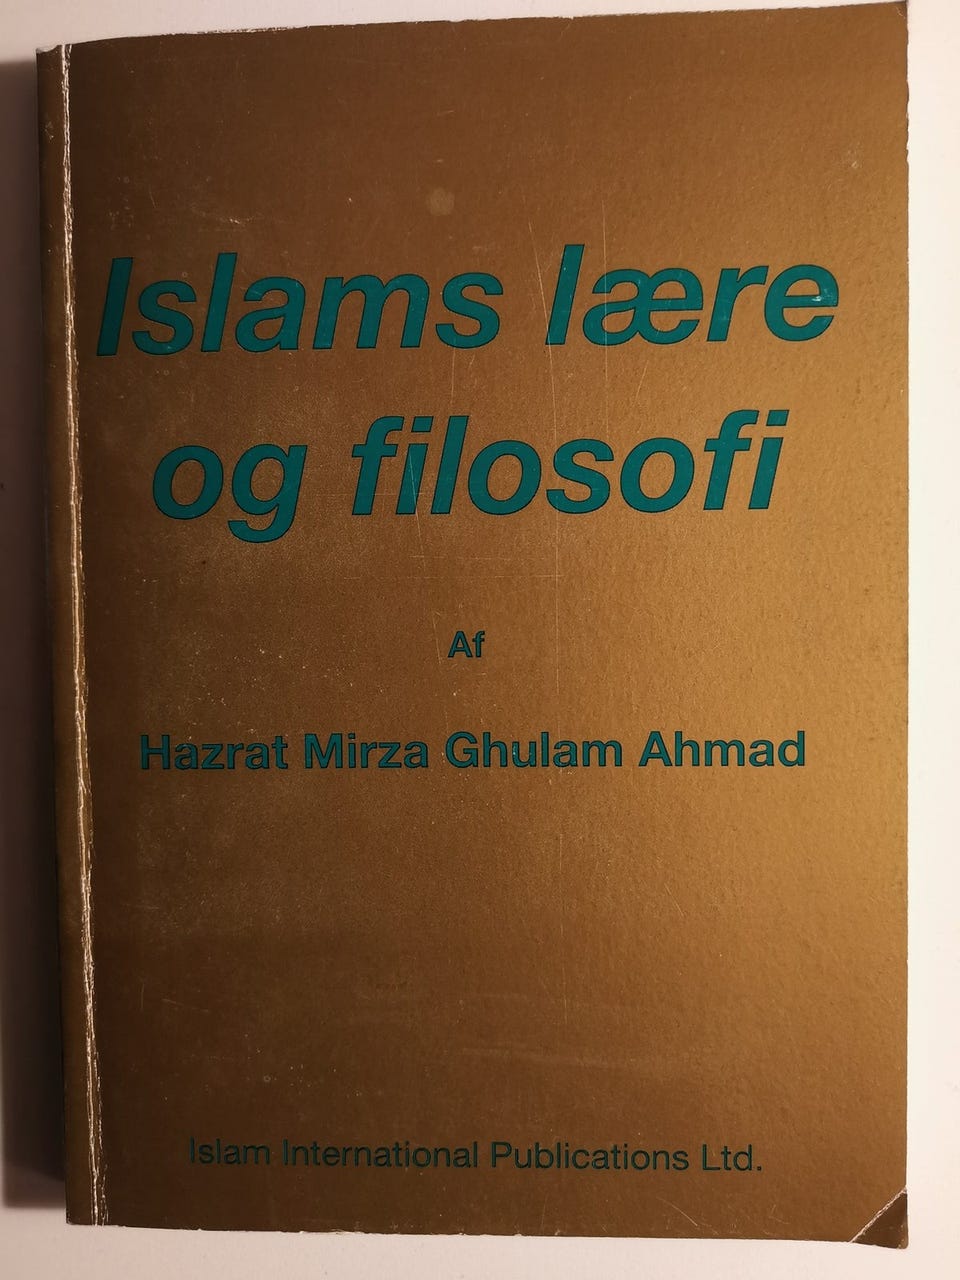 Islams lære
og filosofi
Af
Hazrat Mirza Ghulam Ahmad
Islam International Publications Ltd.